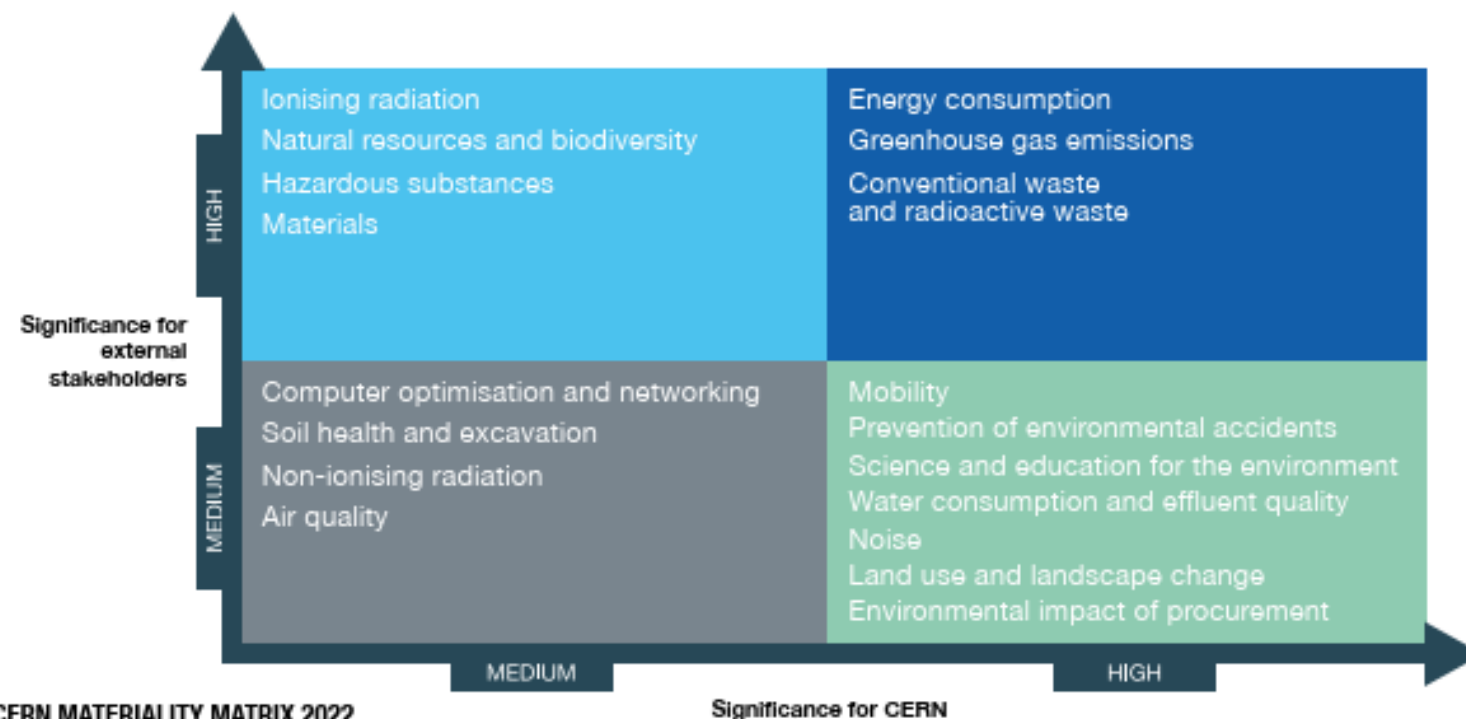 Ionising radiation
Natural resources and biodiversity
Hazardous substances
Materials
Energy consumption
Greenhouse gas emissions
Conventional waste
and radioactive waste
HIGH
Significance for
external
stakeholders
Computer optimisation and networking
Soil health and excavation
Non-ionising radiation
Air quality
Mobility
Prevention of environmental accidents
Science and education for the environment
Water consumption and effluent quality
Noise
Land use and landscape change
Environmental impact of procurement
MEDIUM
MEDIUM
HIGH
Significance for CERN
CERN MATERIALITY MATRIX 2022